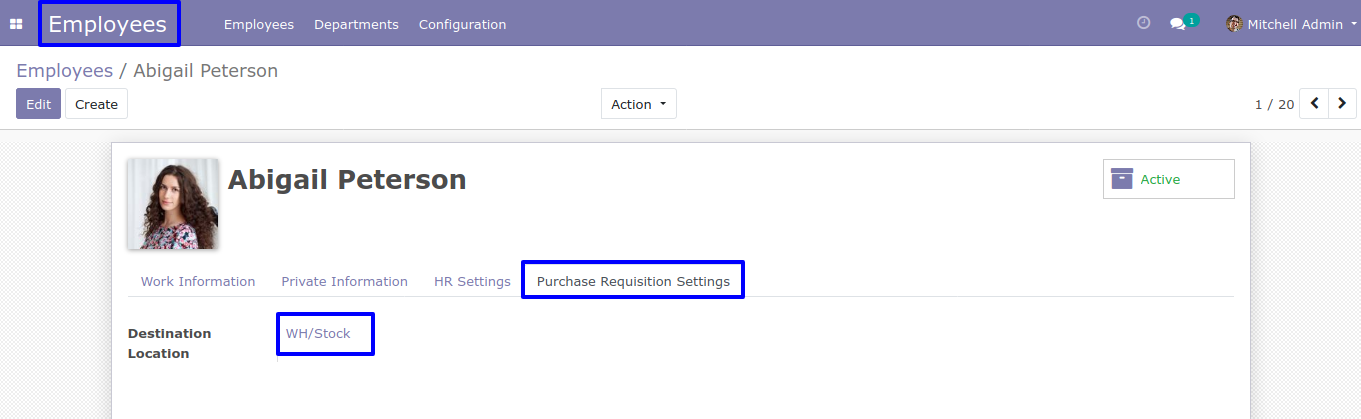 Employees Employees Departments Configuration 1 Mitchell Admin
Employees / Abigail Peterson
Edit Create Action 1 / 20
Abigail Peterson Active
Work Information Private Information HR Settings Purchase Requisition Settings
Destination WH/Stock
Location